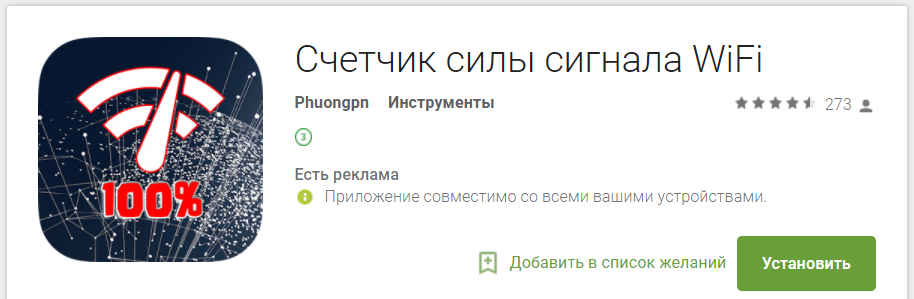 Счетчик силы сигнала WiFi
Phuongpn Инструменты 273
3
Есть реклама
Приложение совместимо со всеми вашими устройствами.
100%
Добавить в список желаний Установить